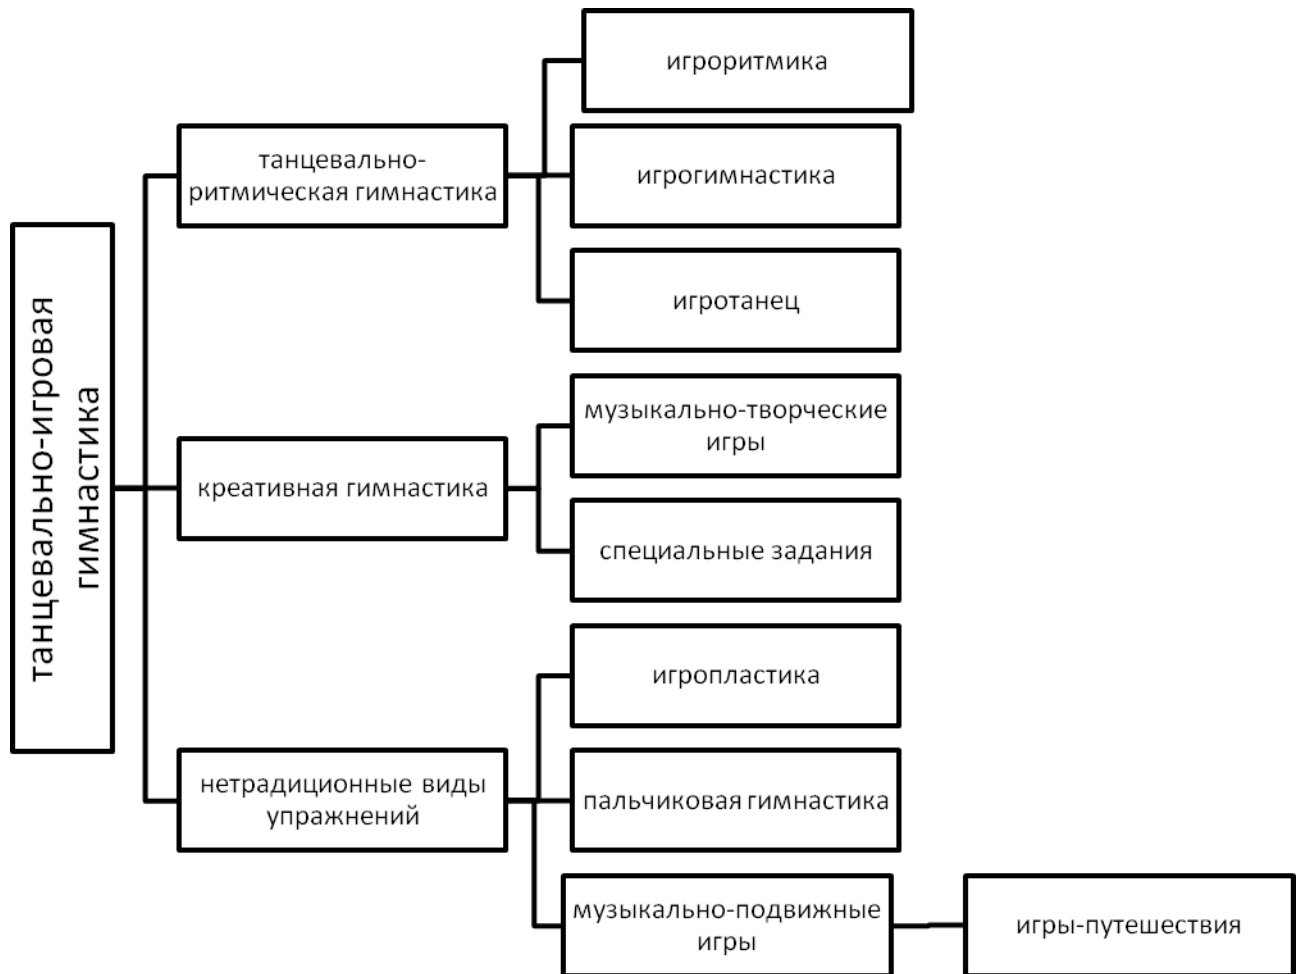 танцевально-игровая
гимнастика
танцевально-
ритмическая гимнастика
игроритмика
игрогимнастика
игротанец
креативная гимнастика
музыкально-творческие
игры
специальные задания
нетрадиционные виды
упражнений
игропластика
пальчиковая гимнастика
музыкально-подвижные
игры
игры-путешествия